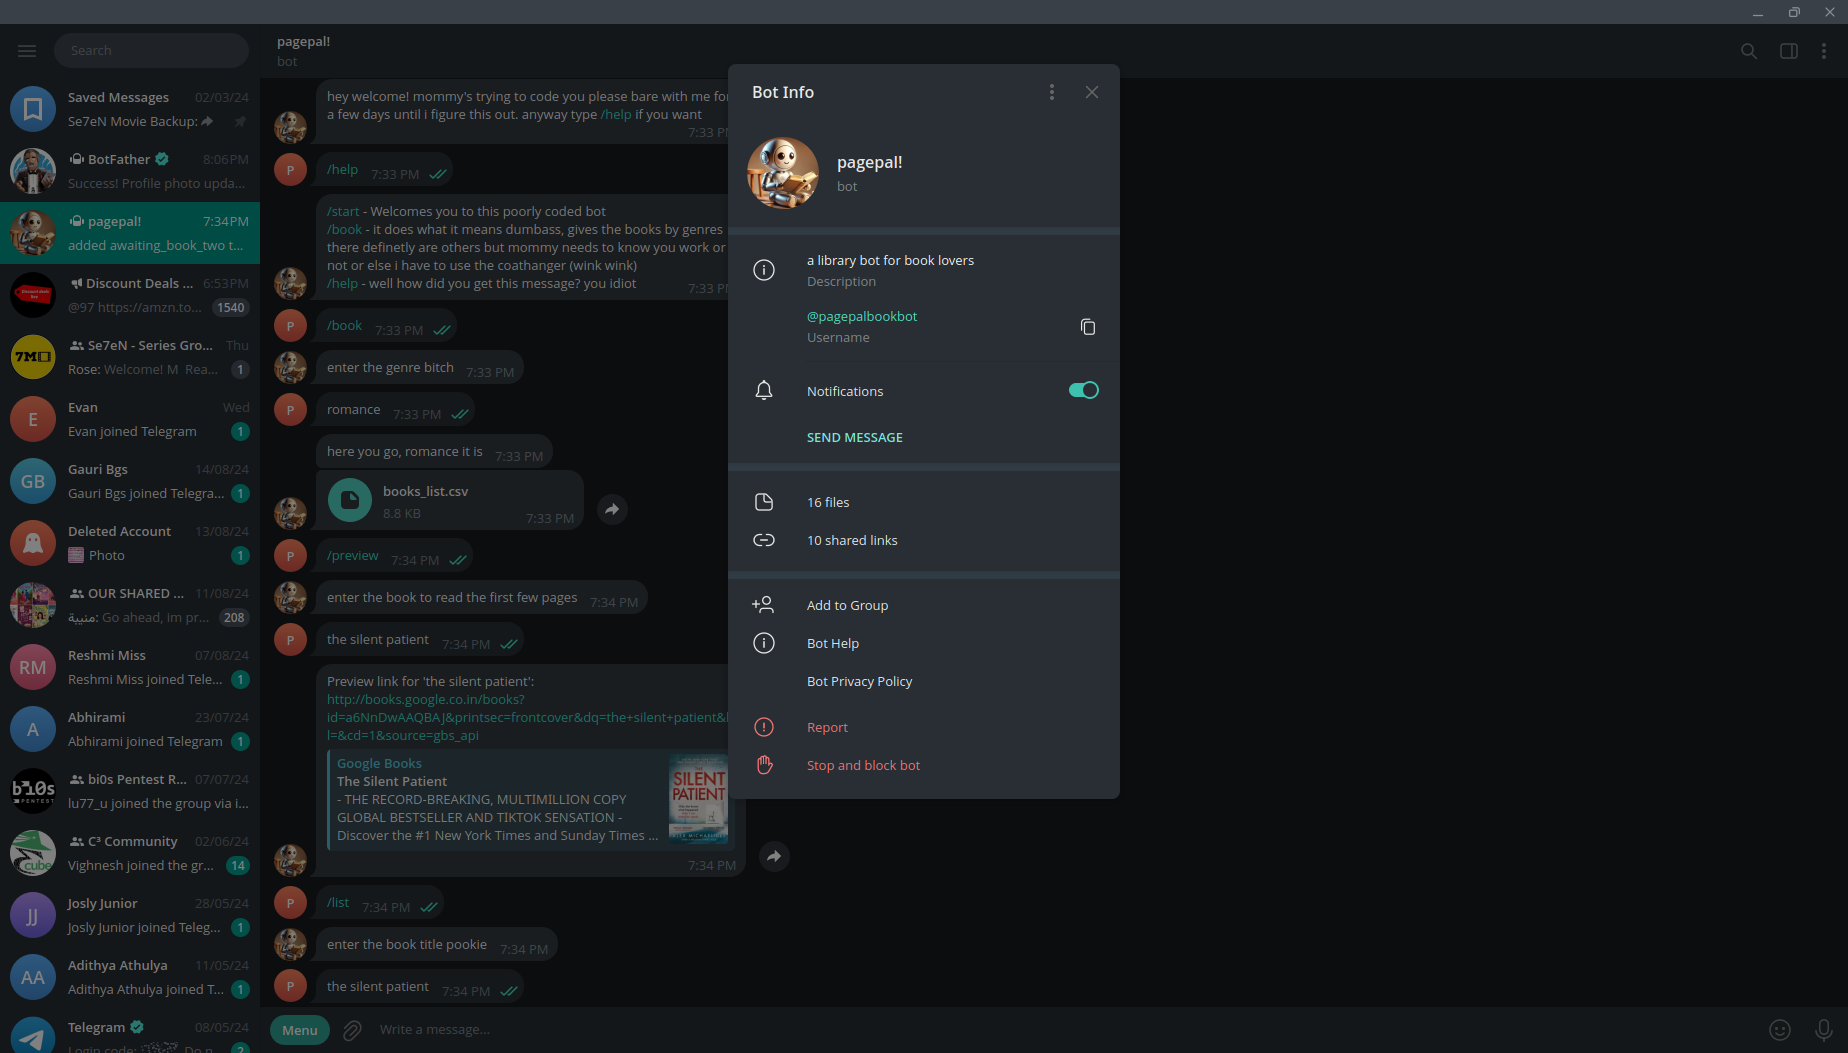 Search
Saved Messages 02/03/24
Se7eN Movie Backup:
BotFather 8:06PM
Success! Profile photo upda...
pagepal! 7:34PM
added awaiting_book_two t...
Discount Deals ... 6:53PM
@97 https://amzn.to... 1540
7M
Se7eN - Series Gro... Thu
Rose: Welcome! M Rea... 1
E
Evan Wed
Evan joined Telegram 1
GB
Gauri Bgs 14/08/24
Gauri Bgs joined Telegra... 1
Deleted Account 13/08/24
Photo 1
OUR SHARED ... 11/08/24
منيبة: Go ahead, im pr... 208
RM
Reshmi Miss 07/08/24
Reshmi Miss joined Tele... 1
A
Abhirami 23/07/24
Abhirami joined Telegram 1
b10s
PENTEST
bi0s Pentest R... 07/07/24
lu77_u joined the group via i...
cube
C³ Community 02/06/24
Vighnesh joined the gr... 14
JJ
Josly Junior 28/05/24
Josly Junior joined Teleg... 1
AA
Adithya Athulya 11/05/24
Adithya Athulya joined T... 1
Telegram 08/05/24
Login code: Do n 2
pagepal!
bot
hey welcome! mommy's trying to code you please bare with me for
a few days until i figure this out. anyway type /help if you want
7:33 P
P
/help 7:33 PM
/start - Welcomes you to this poorly coded bot
/book - it does what it means dumbass, gives the books by genres
there definetly are others but mommy needs to know you work or
not or else i have to use the coathanger (wink wink)
/help - well how did you get this message? you idiot 7:33 P
P
/book 7:33 PM
enter the genre bitch 7:33 PM
P
romance 7:33 PM
here you go, romance it is 7:33 PM
books_list.csv
8.8 KB 7:33 PM
P
/preview 7:34 PM
enter the book to read the first few pages 7:34 PM
P
the silent patient 7:34 PM
Preview link for 'the silent patient':
http://books.google.co.in/books?
id=a6NnDwAAQBAJ&printsec=frontcover&dq=the+silent+patient&
l=&cd=1&source=gbs_api
Google Books
The Silent Patient
- THE RECORD-BREAKING, MULTIMILLION COPY
GLOBAL BESTSELLER AND TIKTOK SENSATION -
Discover the #1 New York Times and Sunday Times ...
SILENT
PATIENT
7:34 PM
P
/list 7:34 PM
enter the book title pookie 7:34 PM
P
the silent patient 7:34 PM
Menu
Write a message...
Bot Info
pagepal!
bot
a library bot for book lovers
Description
@pagepalbookbot
Username
Notifications
SEND MESSAGE
16 files
10 shared links
Add to Group
Bot Help
Bot Privacy Policy
Report
Stop and block bot